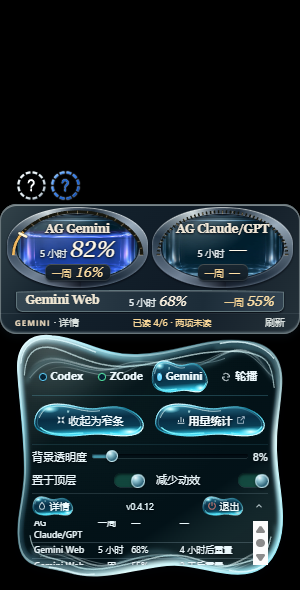 ? ?
AG Gemini AG Claude/GPT
5 小时 82% 5 小时 —
一周 16% 一周 —
Gemini Web 5 小时 68% 一周 55%
GEMINI · 详情 已读 4/6 · 两项未读 刷新
Codex ZCode Gemini 轮播
收起为窄条 用量统计
背景透明度 8%
置于顶层 减少动效
详情 v0.4.12 退出
AG 一周 — —
Claude/GPT
Gemini Web 5 小时 68% 4 小时后重置